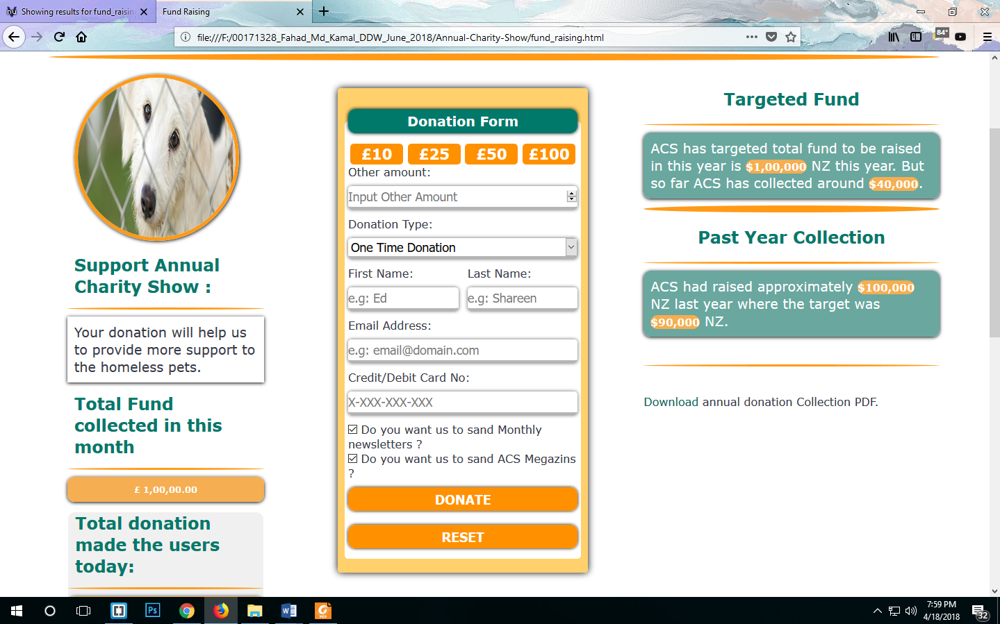 Showing results for fund_raising
Fund Raising
file:///F:/00171328_Fahad_Md_Kamal_DDW_June_2018/Annual-Charity-Show/fund_raising.html
84°
Support Annual
Charity Show :
Your donation will help us
to provide more support to
the homeless pets.
Total Fund
collected in this
month
£ 1,00,00.00
Total donation
made the users
today:
Donation Form
£10 £25 £50 £100
Other amount:
Input Other Amount
Donation Type:
One Time Donation
First Name: Last Name:
e.g: Ed e.g: Shareen
Email Address:
e.g: email@domain.com
Credit/Debit Card No:
X-XXX-XXX-XXX
Do you want us to sand Monthly
newsletters ?
Do you want us to sand ACS Megazins
?
DONATE
RESET
Targeted Fund
ACS has targeted total fund to be raised
in this year is $1,00,000 NZ this year. But
so far ACS has collected around $40,000.
Past Year Collection
ACS had raised approximately $100,000
NZ last year where the target was
$90,000 NZ.
Download annual donation Collection PDF.
Ps
W
PDF
7:59 PM
4/18/2018
32